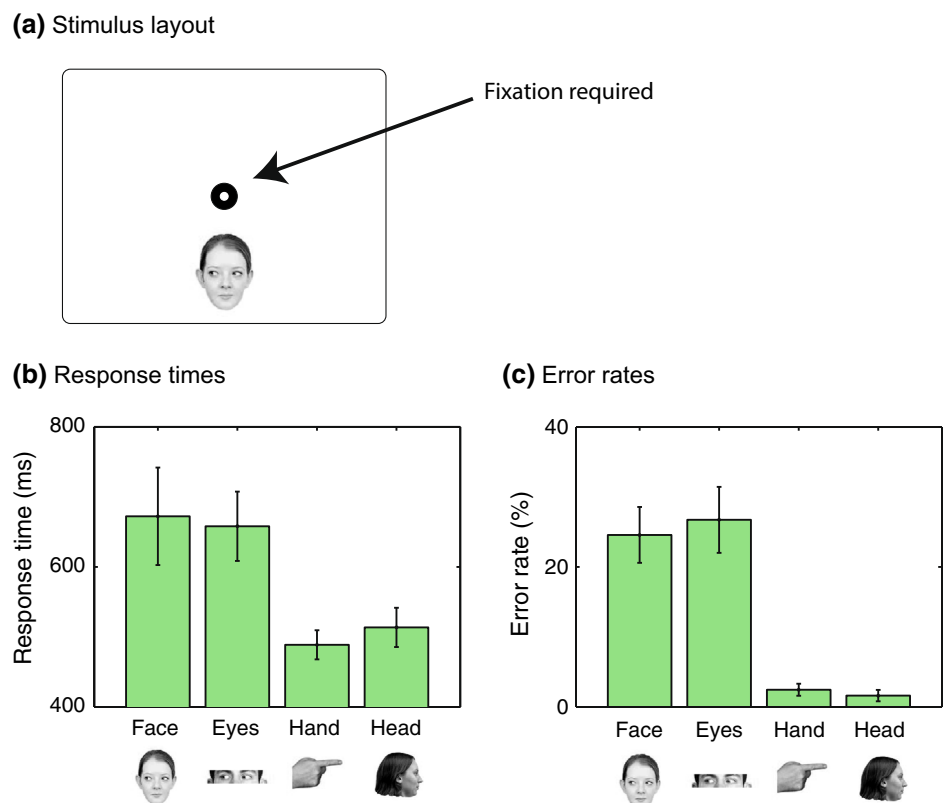 (a) Stimulus layout
Fixation required
(b) Response times
800
600
400
Response time (ms)
Face Eyes Hand Head
(c) Error rates
40
20
0
Error rate (%)
Face Eyes Hand Head